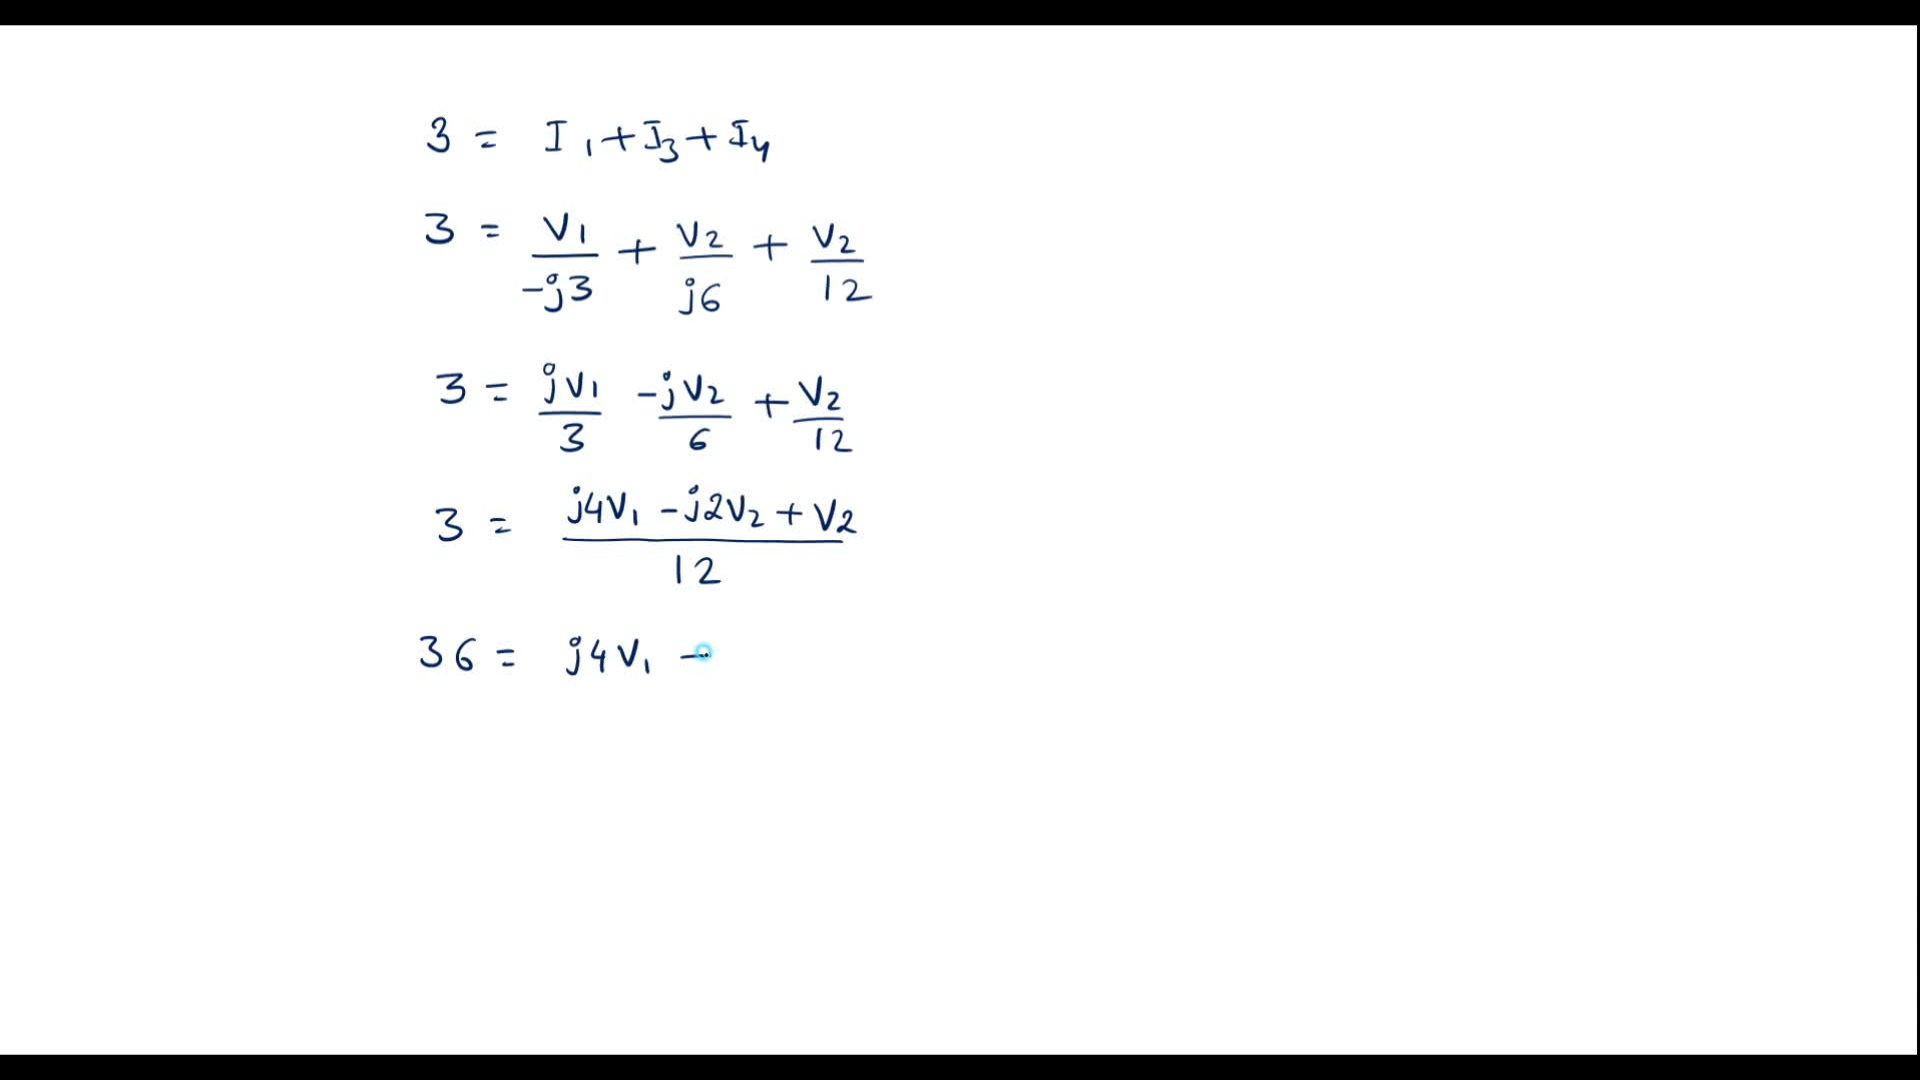 3 = I₁ + I₃ + I₄
3 = V₁/-j3 + V₂/j6 + V₂/12
3 = jV₁/3 - jV₂/6 + V₂/12
3 = (j4V₁ - j2V₂ + V₂)/12
36 = j4V₁ -